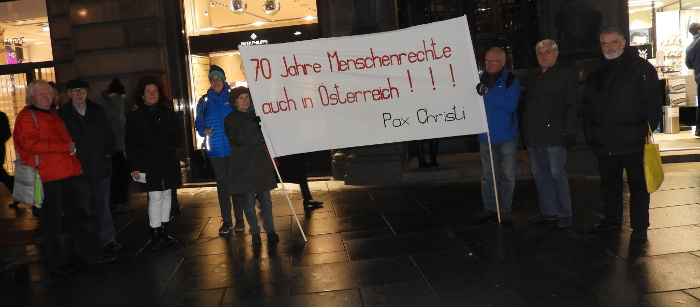 70 Jahre Menschenrechte
auch in Österreich ! ! !
Pax Christi